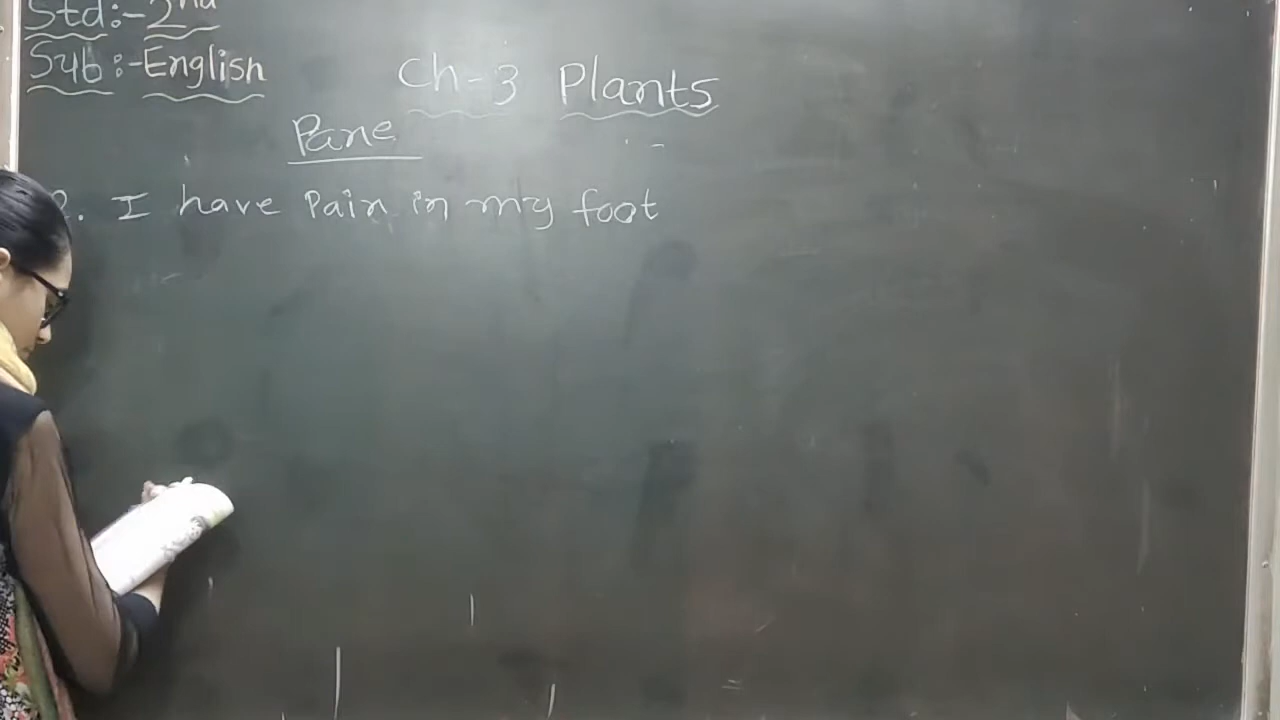 Std:-2nd
Sub:-English
Ch-3 Plants
Pane
2. I have Pain in my foot